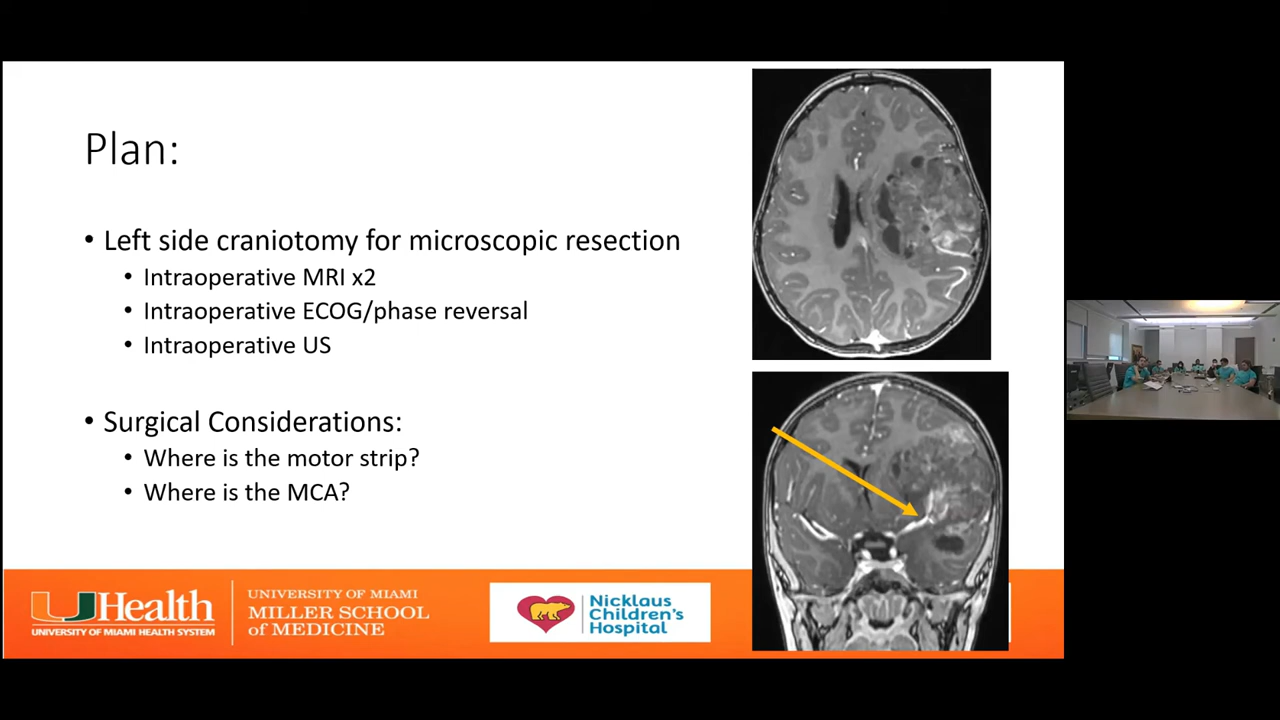 Plan:
• Left side craniotomy for microscopic resection
• Intraoperative MRI x2
• Intraoperative ECOG/phase reversal
• Intraoperative US
• Surgical Considerations:
• Where is the motor strip?
• Where is the MCA?
UHealth
UNIVERSITY OF MIAMI HEALTH SYSTEM
UNIVERSITY OF MIAMI
MILLER SCHOOL
of MEDICINE
Nicklaus
Children's
Hospital